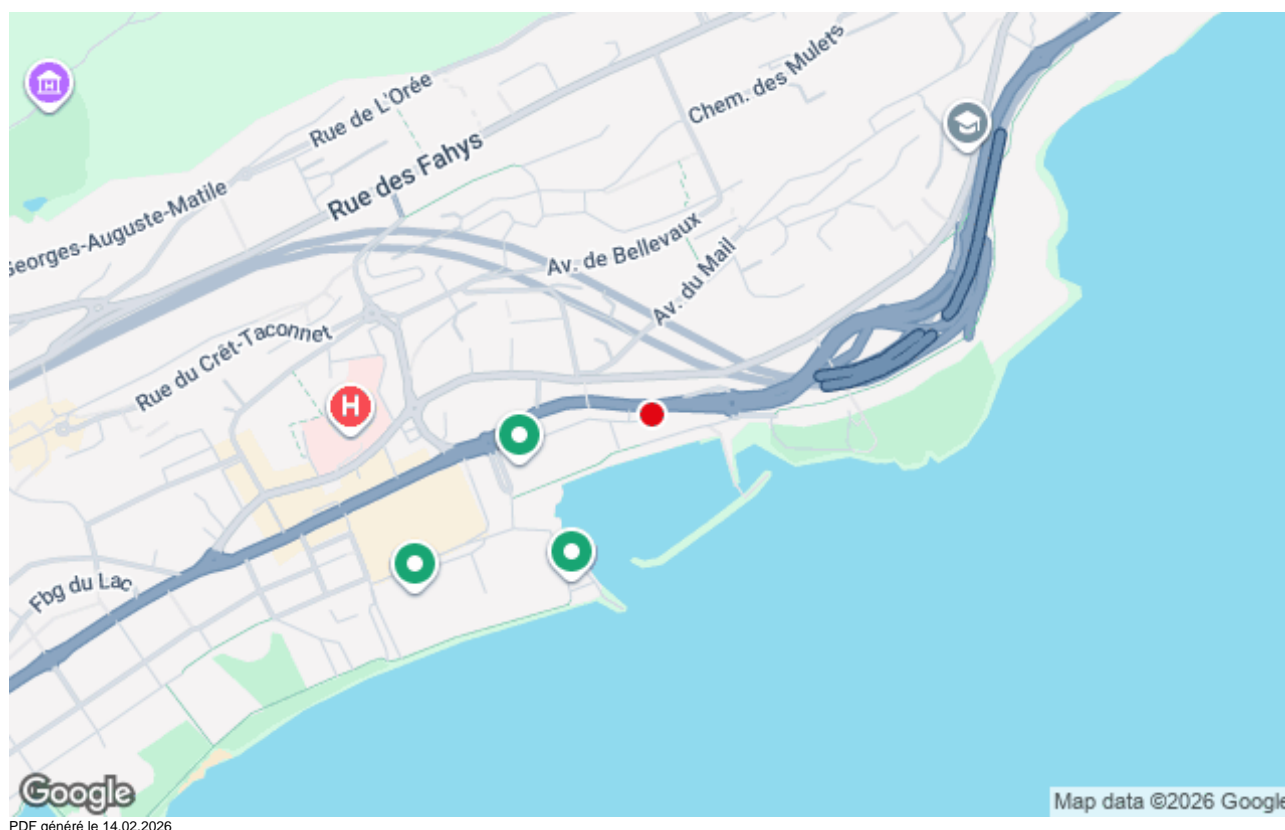 Chem. des Mulets
Rue de L'Orée
Rue des Fahys
Georges-Auguste-Matile
Av. de Bellevaux
Av. du Mail
Rue du Crêt-Taconnet
H
Fbg du Lac
Google
Map data ©2026 Google
PDF généré le 14.02.2026